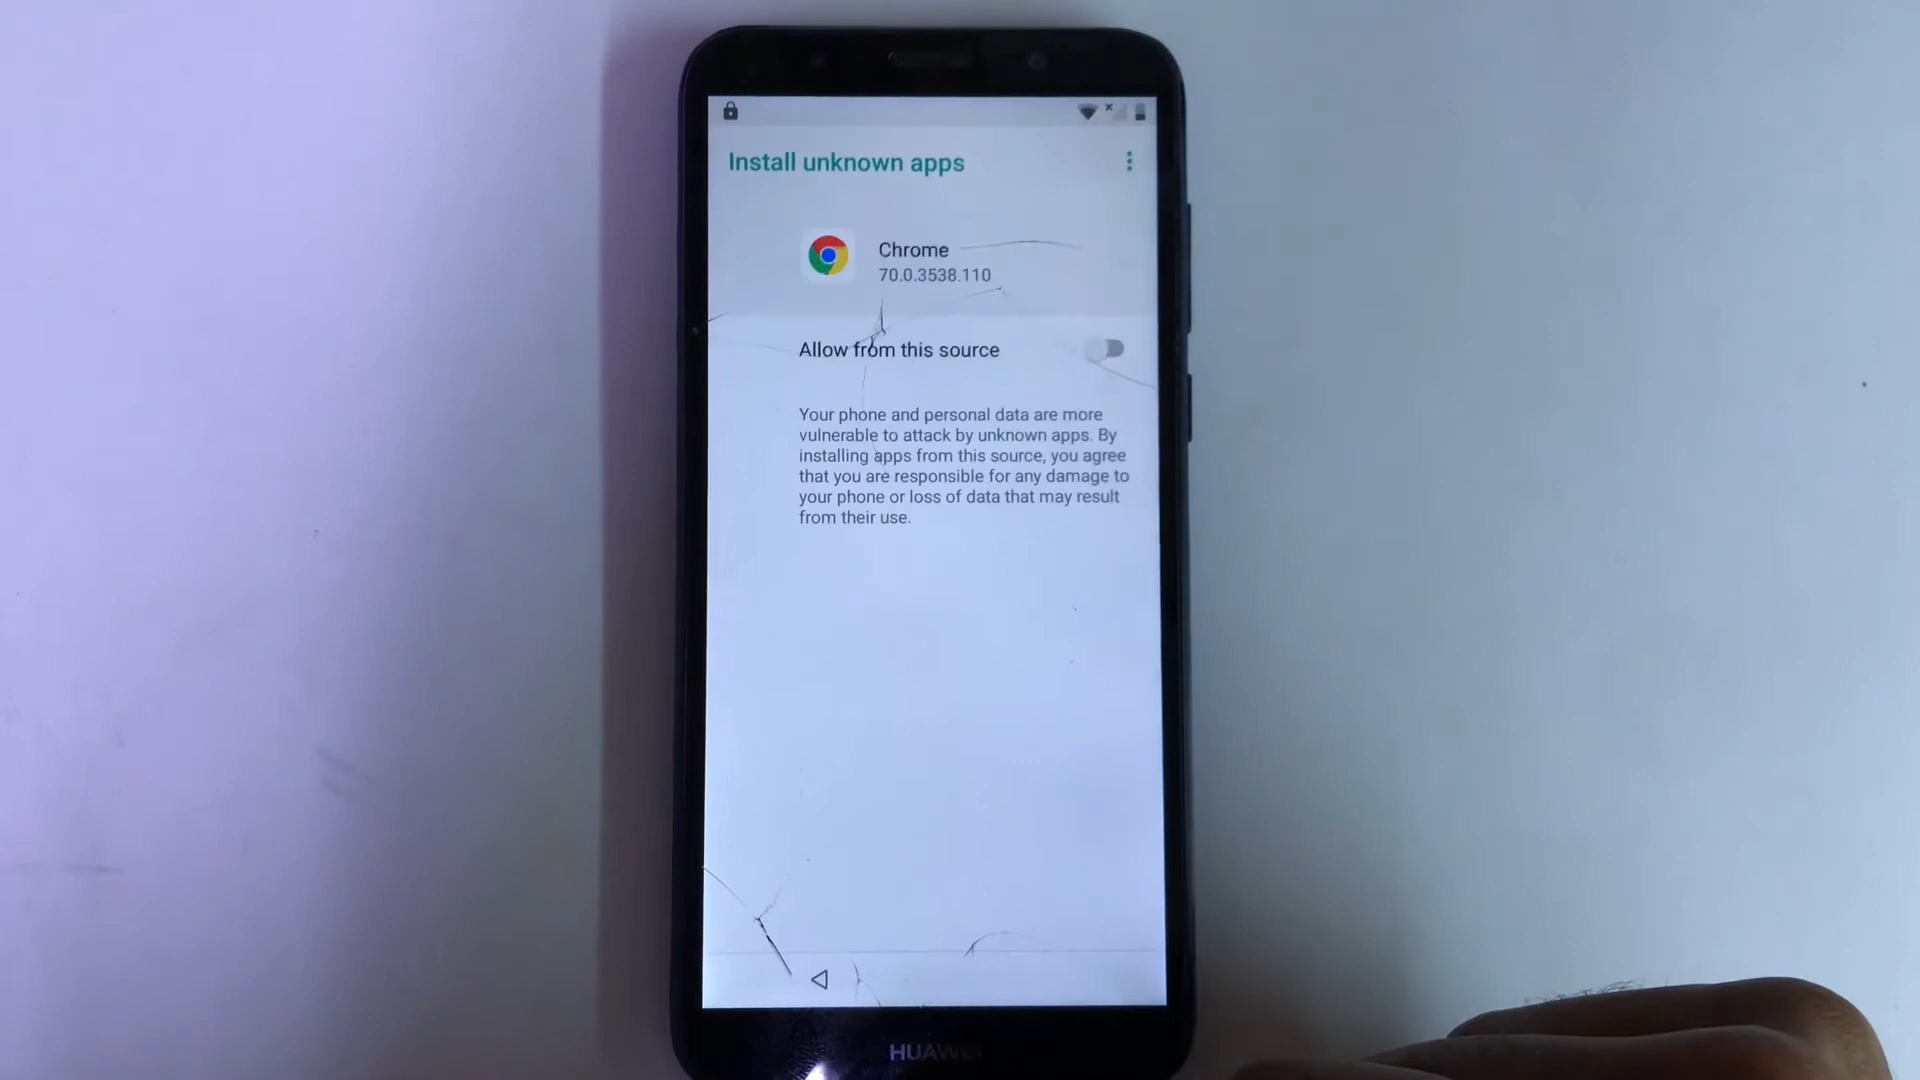 Install unknown apps
Chrome
70.0.3538.110
Allow from this source
Your phone and personal data are more
vulnerable to attack by unknown apps. By
installing apps from this source, you agree
that you are responsible for any damage to
your phone or loss of data that may result
from their use.
HUAWEI